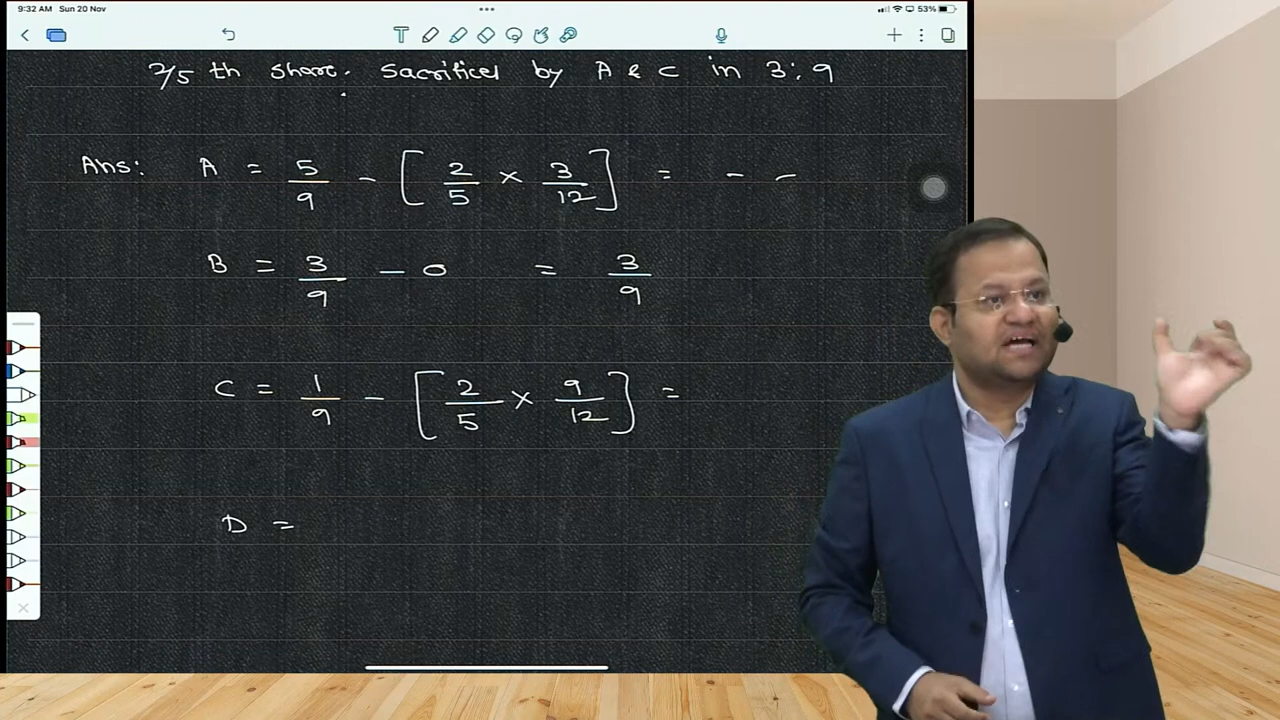 9:32 AM Sun 20 Nov
53%
2/5 th share. Sacrificed by A & C in 3:9
Ans: A = 5/9 - [2/5 × 3/12] = - -
B = 3/9 - 0 = 3/9
C = 1/9 - [2/5 × 9/12] =
D =